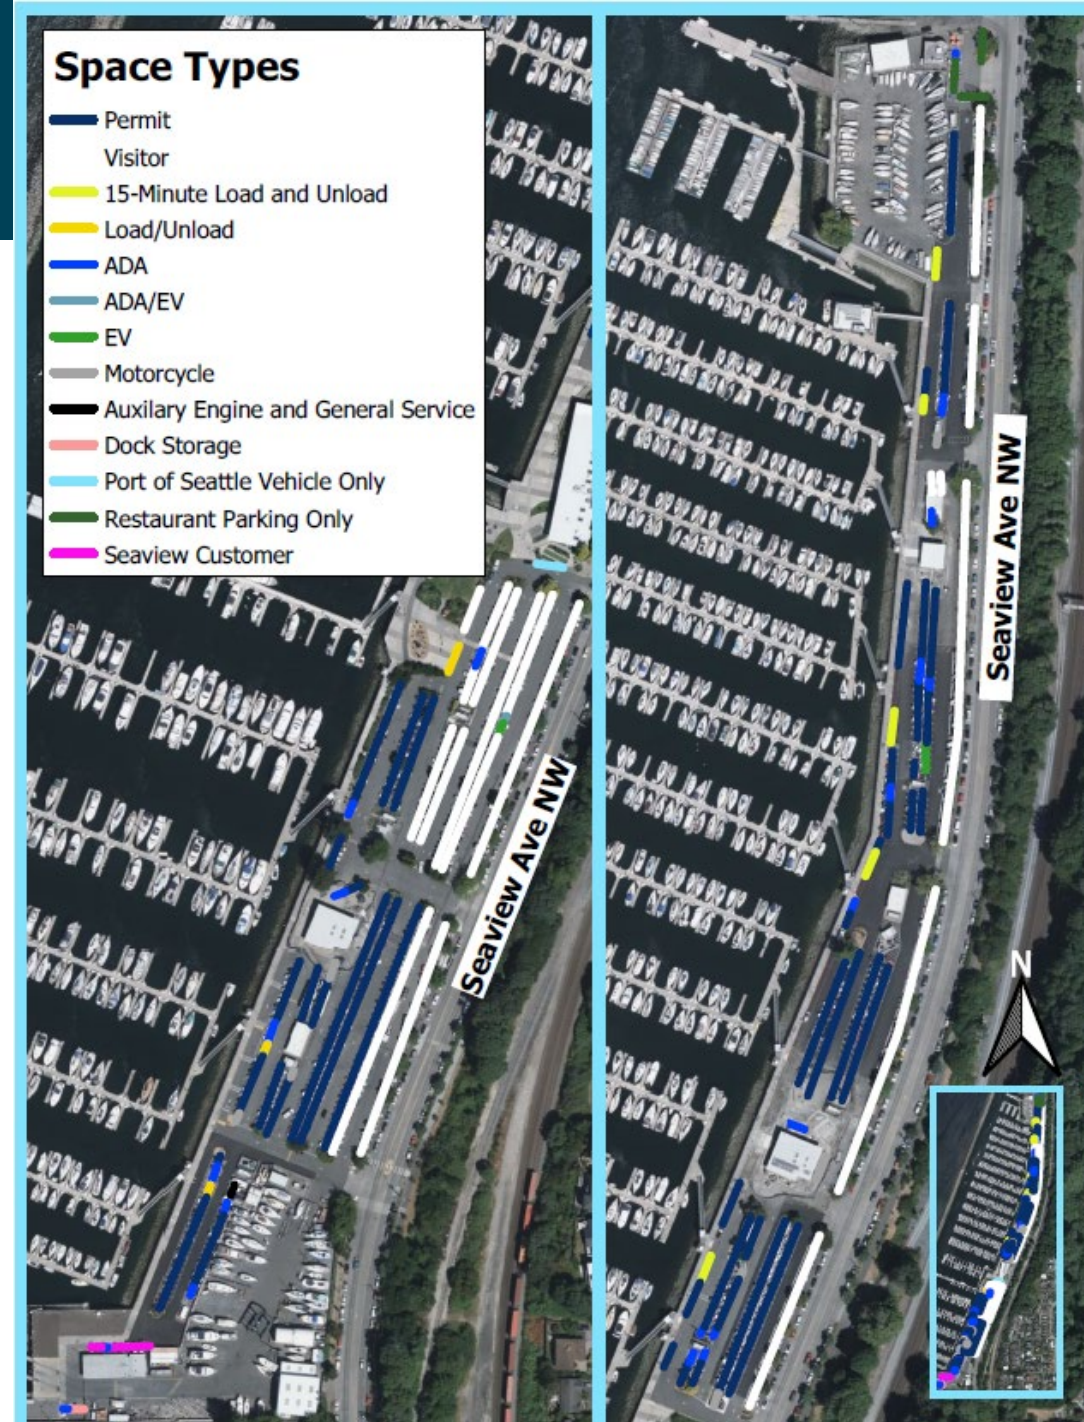 Space Types
Permit
Visitor
15-Minute Load and Unload
Load/Unload
ADA
ADA/EV
EV
Motorcycle
Auxilary Engine and General Service
Dock Storage
Port of Seattle Vehicle Only
Restaurant Parking Only
Seaview Customer
Seaview Ave NW
Seaview Ave NW
N